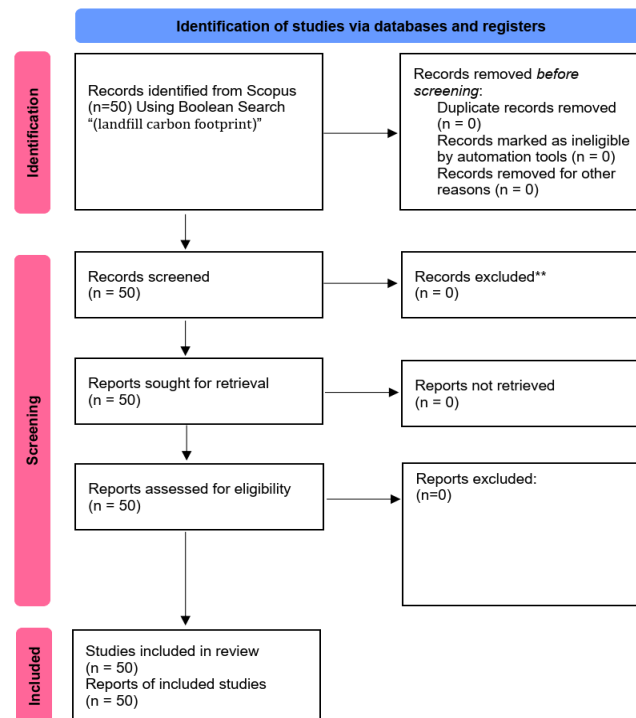 Identification of studies via databases and registers
Identification
Records identified from Scopus
(n=50) Using Boolean Search
“(landfill carbon footprint)”
Records removed before
screening:
Duplicate records removed
(n = 0)
Records marked as ineligible
by automation tools (n = 0)
Records removed for other
reasons (n = 0)
Screening
Records screened
(n = 50)
Records excluded**
(n = 0)
Reports sought for retrieval
(n = 50)
Reports not retrieved
(n = 0)
Reports assessed for eligibility
(n = 50)
Reports excluded:
(n=0)
Included
Studies included in review
(n = 50)
Reports of included studies
(n = 50)